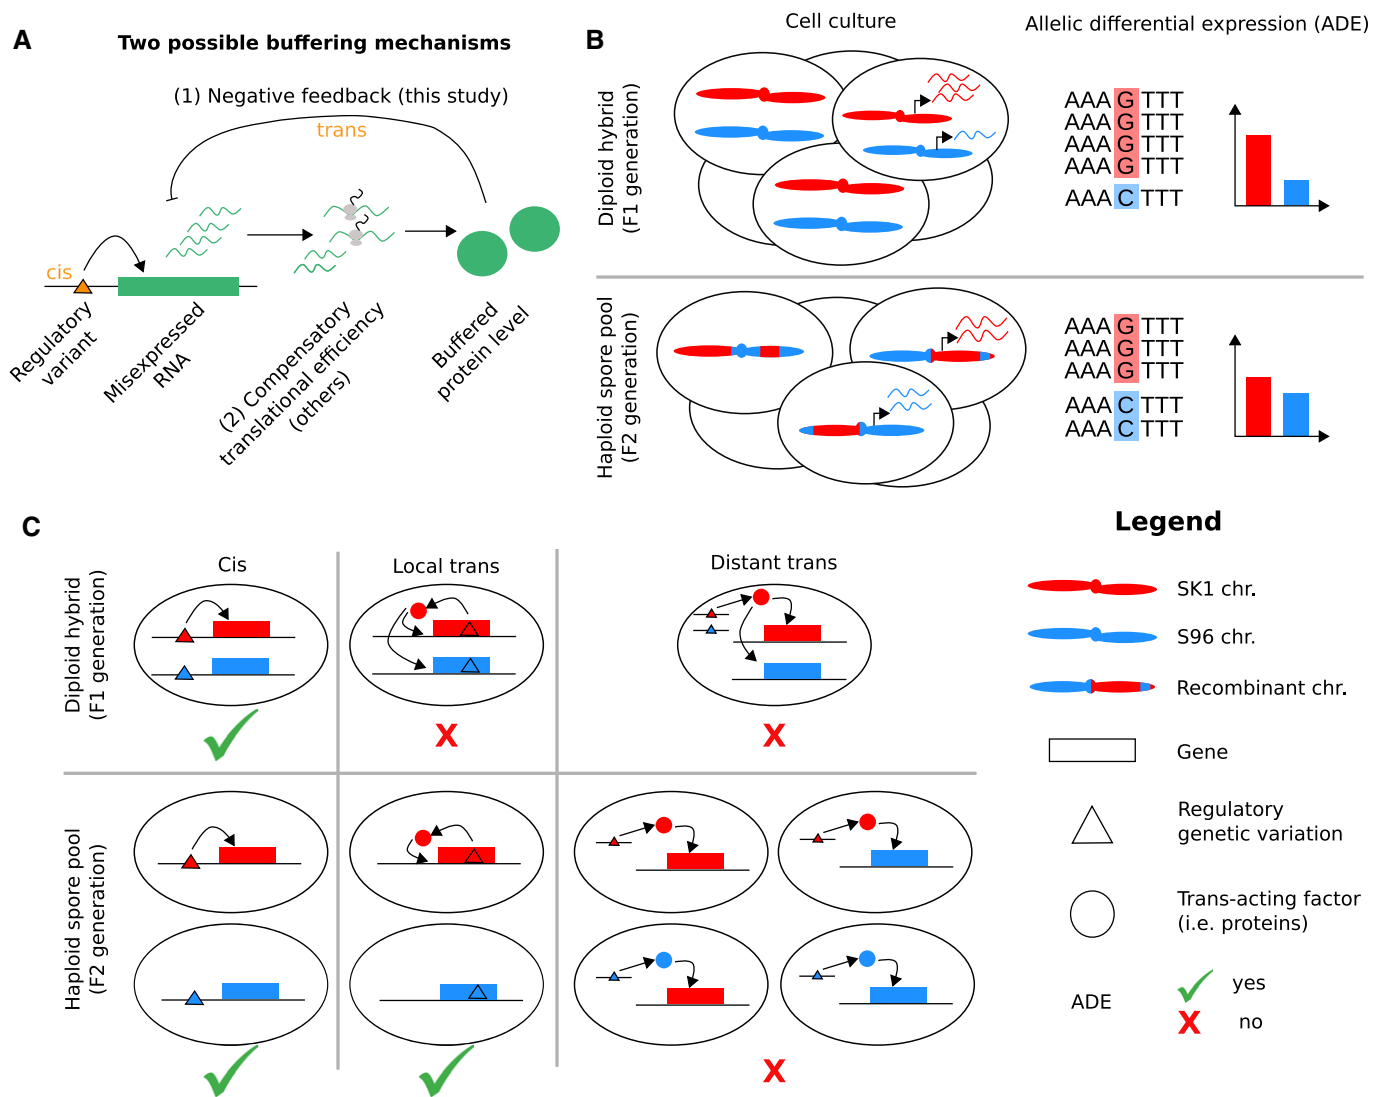 A
Two possible buffering mechanisms
(1) Negative feedback (this study)
trans
cis
Regulatory
variant
Misexpressed
RNA
(2) Compensatory
translational efficiency
(others)
Buffered
protein level
B
Cell culture
Allelic differential expression (ADE)
Diploid hybrid
(F1 generation)
AAA G TTT
AAA G TTT
AAA G TTT
AAA G TTT
AAA C TTT
Haploid spore pool
(F2 generation)
AAA G TTT
AAA G TTT
AAA G TTT
AAA C TTT
AAA C TTT
C
Cis
Local trans
Distant trans
Diploid hybrid
(F1 generation)
X
X
Haploid spore pool
(F2 generation)
X
Legend
SK1 chr.
S96 chr.
Recombinant chr.
Gene
Regulatory
genetic variation
Trans-acting factor
(i.e. proteins)
ADE
yes
X no